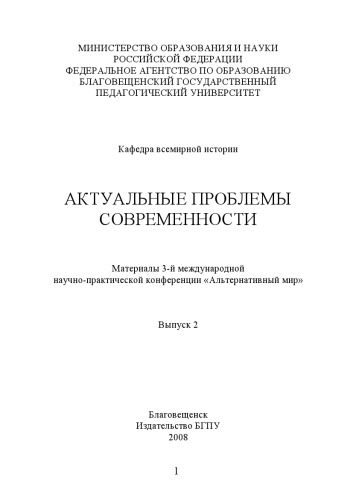 МИНИСТЕРСТВО ОБРАЗОВАНИЯ И НАУКИ
РОССИЙСКОЙ ФЕДЕРАЦИИ
ФЕДЕРАЛЬНОЕ АГЕНТСТВО ПО ОБРАЗОВАНИЮ
БЛАГОВЕЩЕНСКИЙ ГОСУДАРСТВЕННЫЙ
ПЕДАГОГИЧЕСКИЙ УНИВЕРСИТЕТ
Кафедра всемирной истории
АКТУАЛЬНЫЕ ПРОБЛЕМЫ
СОВРЕМЕННОСТИ
Материалы 3-й международной
научно-практической конференции «Альтернативный мир»
Выпуск 2
Благовещенск
Издательство БГПУ
2008
1